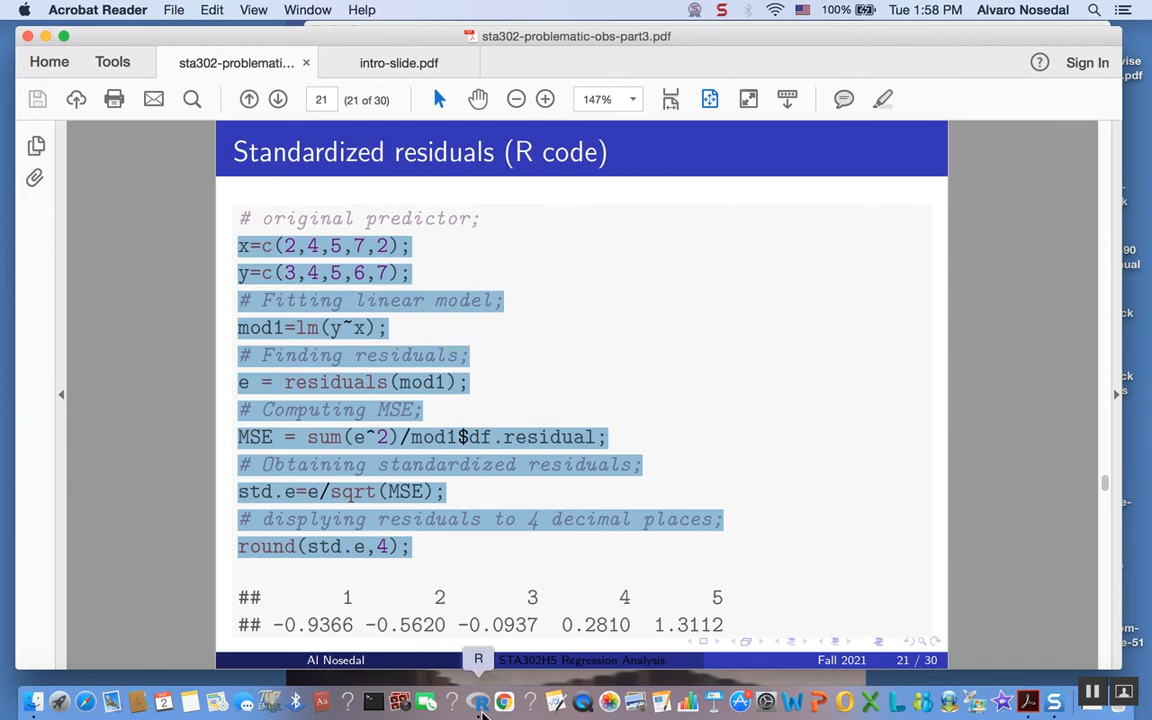 Acrobat Reader File Edit View Window Help 100% Tue 1:58 PM Alvaro Nosedal
sta302-problematic-obs-part3.pdf
Home Tools sta302-problemati... × intro-slide.pdf ? Sign In
21 (21 of 30) 147%
Standardized residuals (R code)
# original predictor;
x=c(2,4,5,7,2);
y=c(3,4,5,6,7);
# Fitting linear model;
mod1=lm(y~x);
# Finding residuals;
e = residuals(mod1);
# Computing MSE;
MSE = sum(e^2)/mod1$df.residual;
# Obtaining standardized residuals;
std.e=e/sqrt(MSE);
# displying residuals to 4 decimal places;
round(std.e,4);
## 1 2 3 4 5
## -0.9366 -0.5620 -0.0937 0.2810 1.3112
Al Nosedal STA302H5 Regression Analysis Fall 2021 21 / 30
R